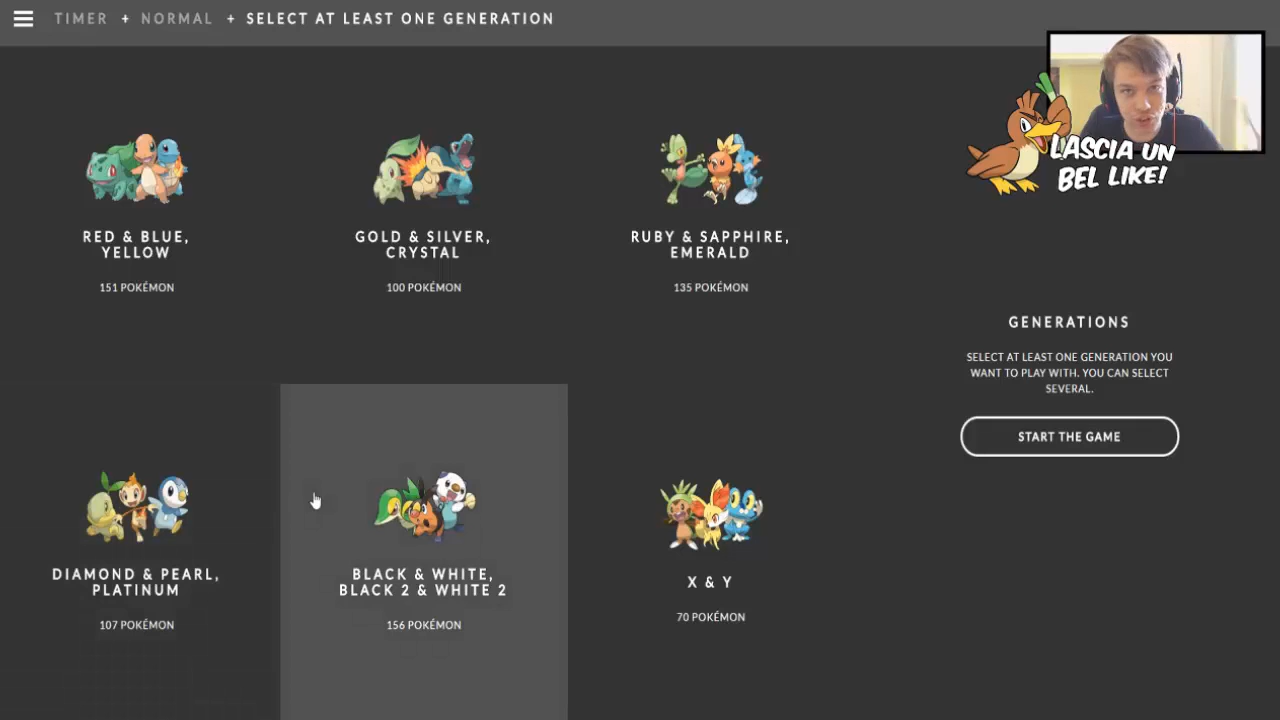 TIMER + NORMAL + SELECT AT LEAST ONE GENERATION
LASCIA UN
BEL LIKE!
RED & BLUE,
YELLOW
151 POKÉMON
GOLD & SILVER,
CRYSTAL
100 POKÉMON
RUBY & SAPPHIRE,
EMERALD
135 POKÉMON
GENERATIONS
SELECT AT LEAST ONE GENERATION YOU
WANT TO PLAY WITH. YOU CAN SELECT
SEVERAL.
START THE GAME
DIAMOND & PEARL,
PLATINUM
107 POKÉMON
BLACK & WHITE,
BLACK 2 & WHITE 2
156 POKÉMON
X & Y
70 POKÉMON